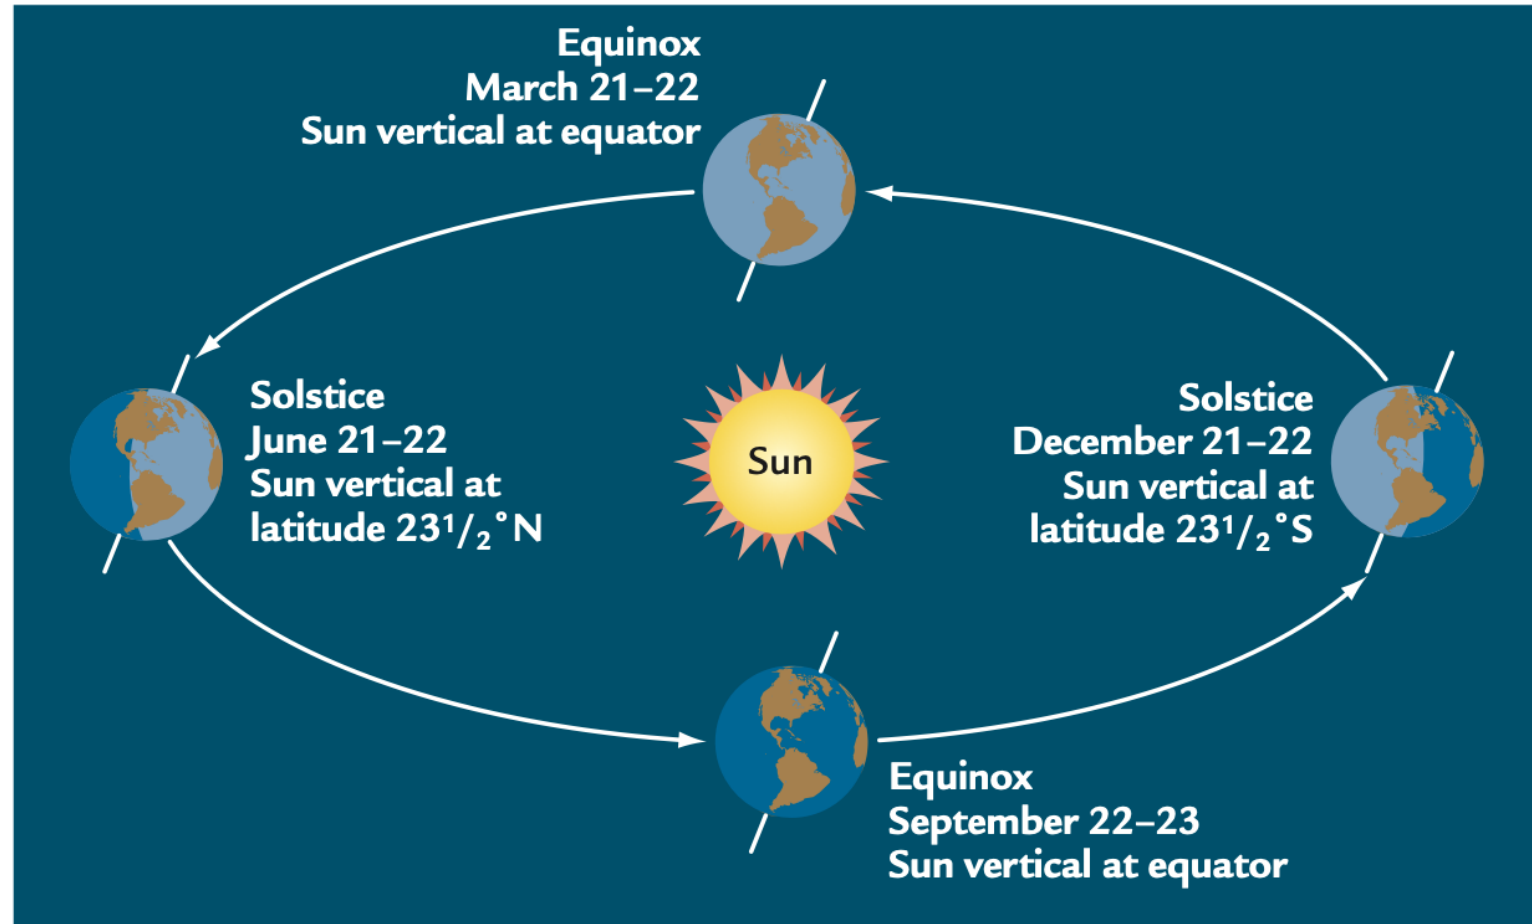 Equinox
March 21–22
Sun vertical at equator
Solstice
June 21–22
Sun vertical at
latitude 23¹/₂°N
Sun
Solstice
December 21–22
Sun vertical at
latitude 23¹/₂°S
Equinox
September 22–23
Sun vertical at equator